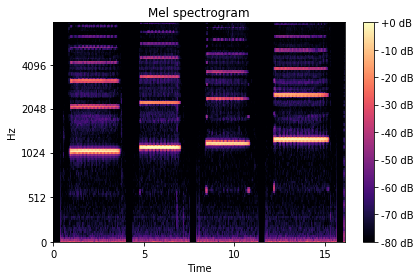 Mel spectrogram
+0 dB
-10 dB
-20 dB
-30 dB
-40 dB
-50 dB
-60 dB
-70 dB
-80 dB
4096
2048
1024
512
0
Hz
0 5 10 15
Time